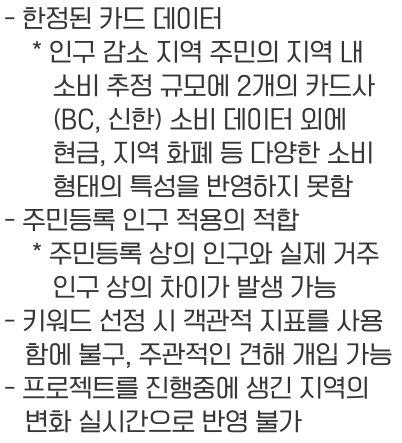 - 한정된 카드 데이터
* 인구 감소 지역 주민의 지역 내
소비 추정 규모에 2개의 카드사
(BC, 신한) 소비 데이터 외에
현금, 지역 화폐 등 다양한 소비
형태의 특성을 반영하지 못함
- 주민등록 인구 적용의 적합
* 주민등록 상의 인구와 실제 거주
인구 상의 차이가 발생 가능
- 키워드 선정 시 객관적 지표를 사용
함에 불구, 주관적인 견해 개입 가능
- 프로젝트를 진행중에 생긴 지역의
변화 실시간으로 반영 불가